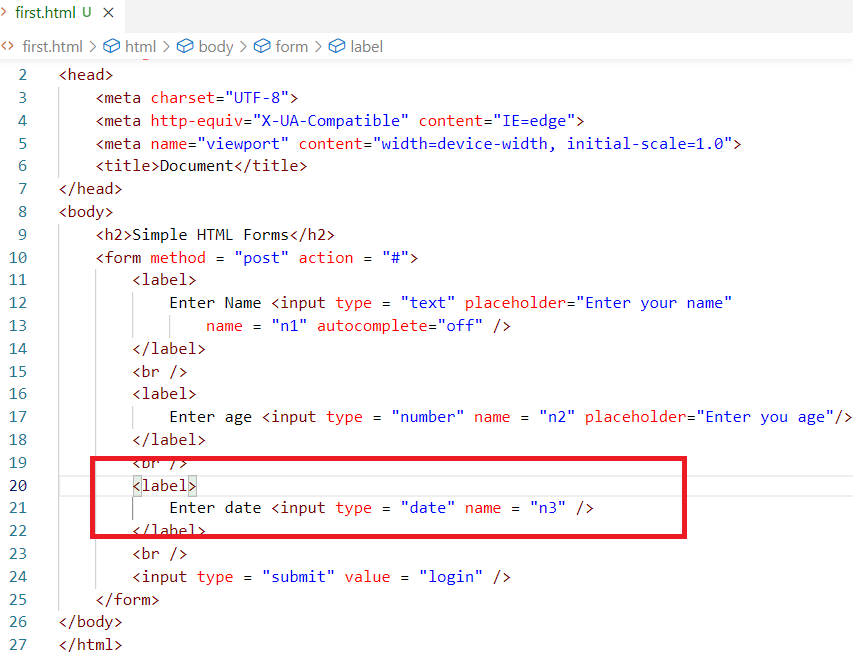 first.html U
first.html > html > body > form > label
2 <head>
3 <meta charset="UTF-8">
4 <meta http-equiv="X-UA-Compatible" content="IE=edge">
5 <meta name="viewport" content="width=device-width, initial-scale=1.0">
6 <title>Document</title>
7 </head>
8 <body>
9 <h2>Simple HTML Forms</h2>
10 <form method = "post" action = "#">
11 <label>
12 Enter Name <input type = "text" placeholder="Enter your name"
13 name = "n1" autocomplete="off" />
14 </label>
15 <br />
16 <label>
17 Enter age <input type = "number" name = "n2" placeholder="Enter you age"/>
18 </label>
19 <br />
20 <label>
21 Enter date <input type = "date" name = "n3" />
22 </label>
23 <br />
24 <input type = "submit" value = "login" />
25 </form>
26 </body>
27 </html>